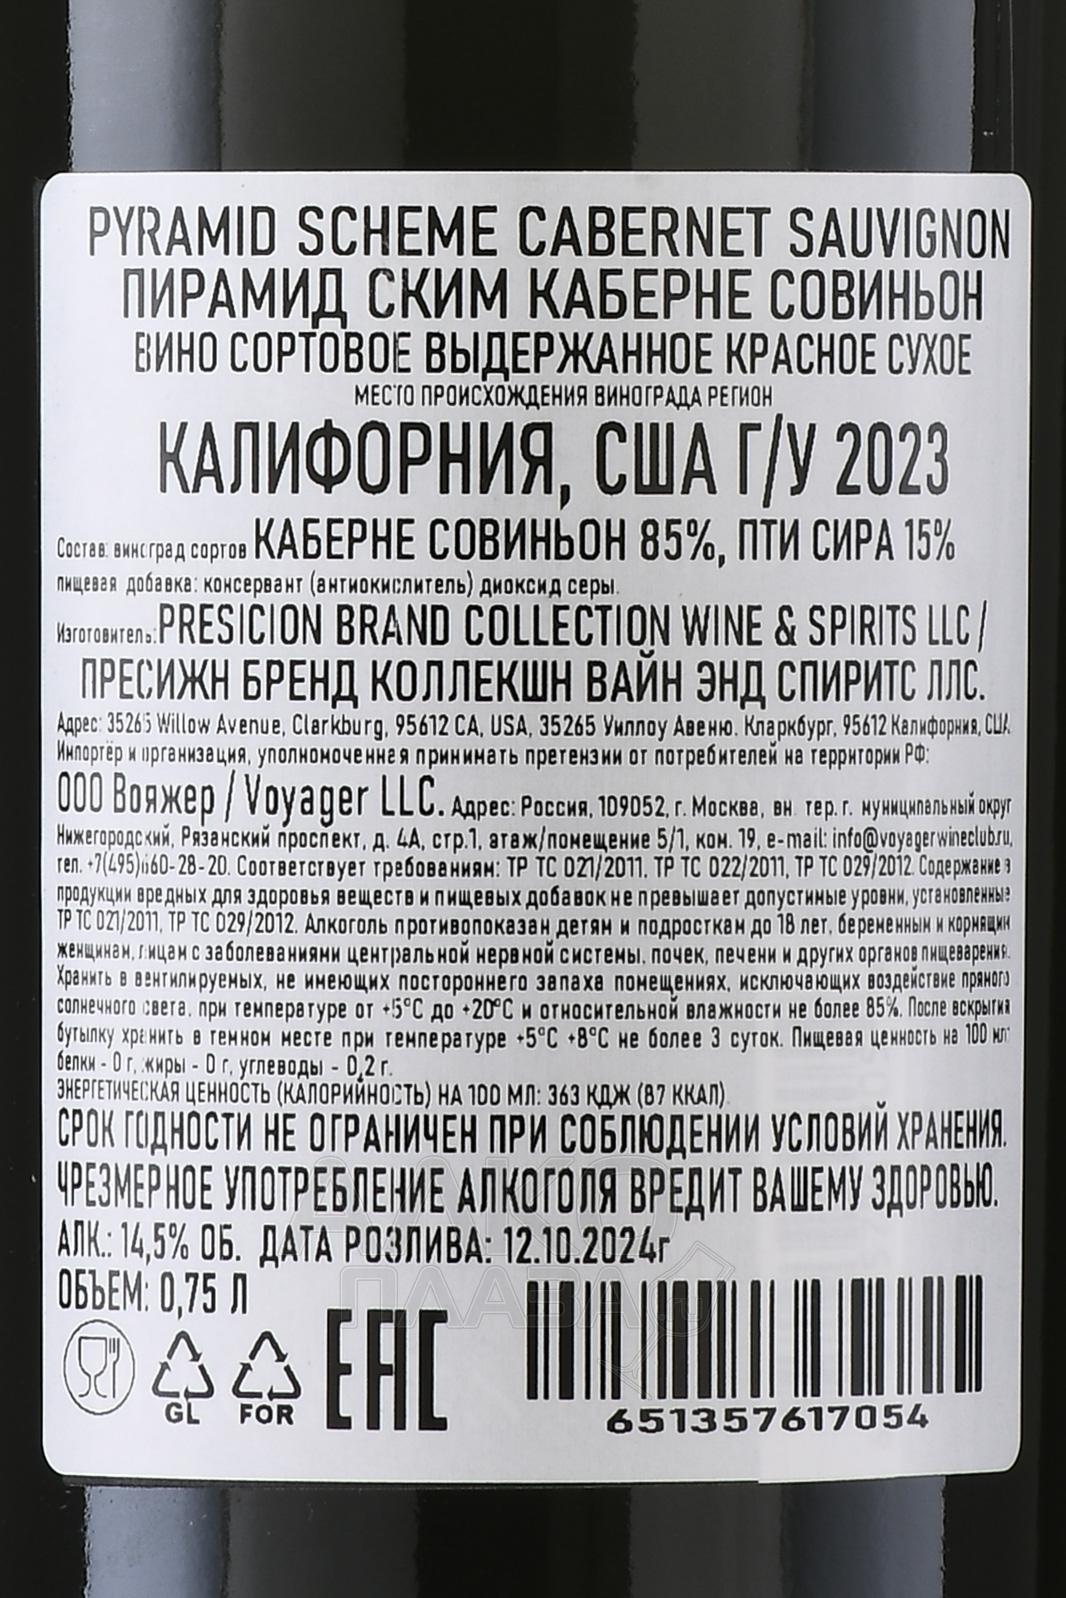 PYRAMID SCHEME CABERNET SAUVIGNON
ПИРАМИД СКИМ КАБЕРНЕ СОВИНЬОН
ВИНО СОРТОВОЕ ВЫДЕРЖАННОЕ КРАСНОЕ СУХОЕ
МЕСТО ПРОИСХОЖДЕНИЯ ВИНОГРАДА РЕГИОН
КАЛИФОРНИЯ, США Г/У 2023
Состав: виноград сортов КАБЕРНЕ СОВИНЬОН 85%, ПТИ СИРА 15%
пищевая добавка: консервант (антиокислитель) диоксид серы.
Изготовитель: PRESICION BRAND COLLECTION WINE & SPIRITS LLC /
ПРЕСИЖН БРЕНД КОЛЛЕКШН ВАЙН ЭНД СПИРИТС ЛЛС.
Адрес: 35265 Willow Avenue, Clarkburg, 95612 CA, USA, 35265 Уиллоу Авеню. Кларкбург, 95612 Калифорния, США
Импортёр и организация, уполномоченная принимать претензии от потребителей на территории РФ:
ООО Вояжер / Voyager LLC. Адрес: Россия, 109052, г. Москва, вн. тер. г. муниципальный округ
Нижегородский, Рязанский проспект, д. 4А, стр.1, этаж/помещение 5/1, ком. 19, e-mail: info@voyagerwineclub.ru,
тел. +7(495)660-28-20. Соответствует требованиям: ТР ТС 021/2011, ТР ТС 022/2011, ТР ТС 029/2012. Содержание в
продукции вредных для здоровья веществ и пищевых добавок не превышает допустимые уровни, установленные
ТР ТС 021/2011, ТР ТС 029/2012. Алкоголь противопоказан детям и подросткам до 18 лет, беременным и кормящим
женщинам, лицам с заболеваниями центральной нервной системы, почек, печени и других органов пищеварения.
Хранить в вентилируемых, не имеющих постороннего запаха помещениях, исключающих воздействие прямого
солнечного света, при температуре от +5°С до +20°С и относительной влажности не более 85%. После вскрытия
бутылку хранить в темном месте при температуре +5°С +8°С не более 3 суток. Пищевая ценность на 100 мл:
белки - 0 г, жиры - 0 г, углеводы - 0,2 г.
ЭНЕРГЕТИЧЕСКАЯ ЦЕННОСТЬ (КАЛОРИЙНОСТЬ) НА 100 МЛ: 363 КДЖ (87 ККАЛ)
СРОК ГОДНОСТИ НЕ ОГРАНИЧЕН ПРИ СОБЛЮДЕНИИ УСЛОВИЙ ХРАНЕНИЯ.
ЧРЕЗМЕРНОЕ УПОТРЕБЛЕНИЕ АЛКОГОЛЯ ВРЕДИТ ВАШЕМУ ЗДОРОВЬЮ.
АЛК.: 14,5% ОБ. ДАТА РОЗЛИВА: 12.10.2024г
ОБЪЕМ: 0,75 Л
GL FOR EAC
651357617054
АЛКО
ПЛАЗА.ru